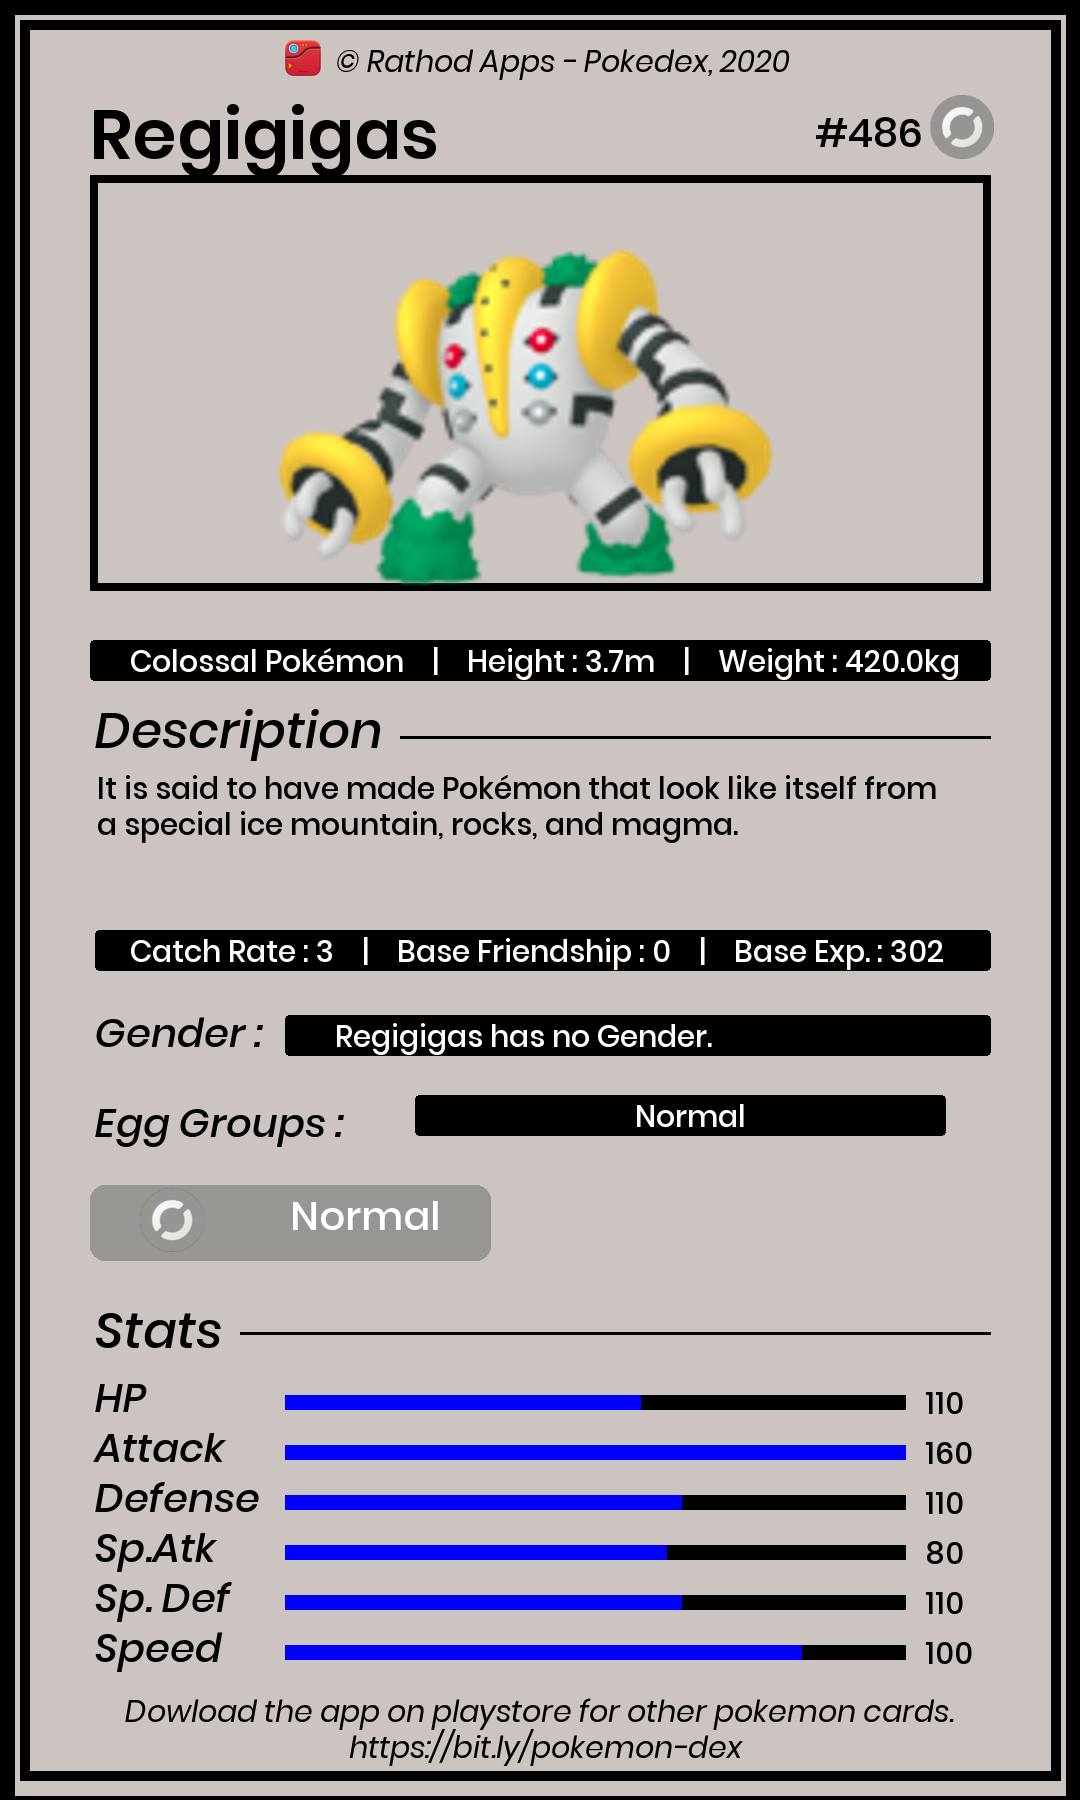 © Rathod Apps - Pokedex, 2020
Regigigas #486
Colossal Pokémon | Height : 3.7m | Weight : 420.0kg
Description
It is said to have made Pokémon that look like itself from
a special ice mountain, rocks, and magma.
Catch Rate : 3 | Base Friendship : 0 | Base Exp. : 302
Gender : Regigigas has no Gender.
Egg Groups : Normal
Normal
Stats
HP 110
Attack 160
Defense 110
Sp.Atk 80
Sp. Def 110
Speed 100
Dowload the app on playstore for other pokemon cards.
https://bit.ly/pokemon-dex